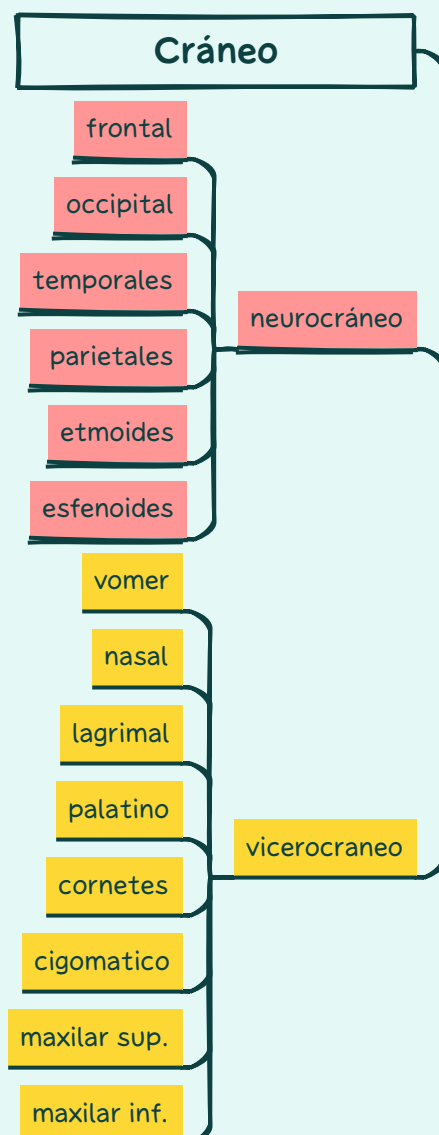 Cráneo
frontal
occipital
temporales
parietales
etmoides
esfenoides
neurocráneo
vomer
nasal
lagrimal
palatino
cornetes
cigomatico
maxilar sup.
maxilar inf.
vicerocraneo